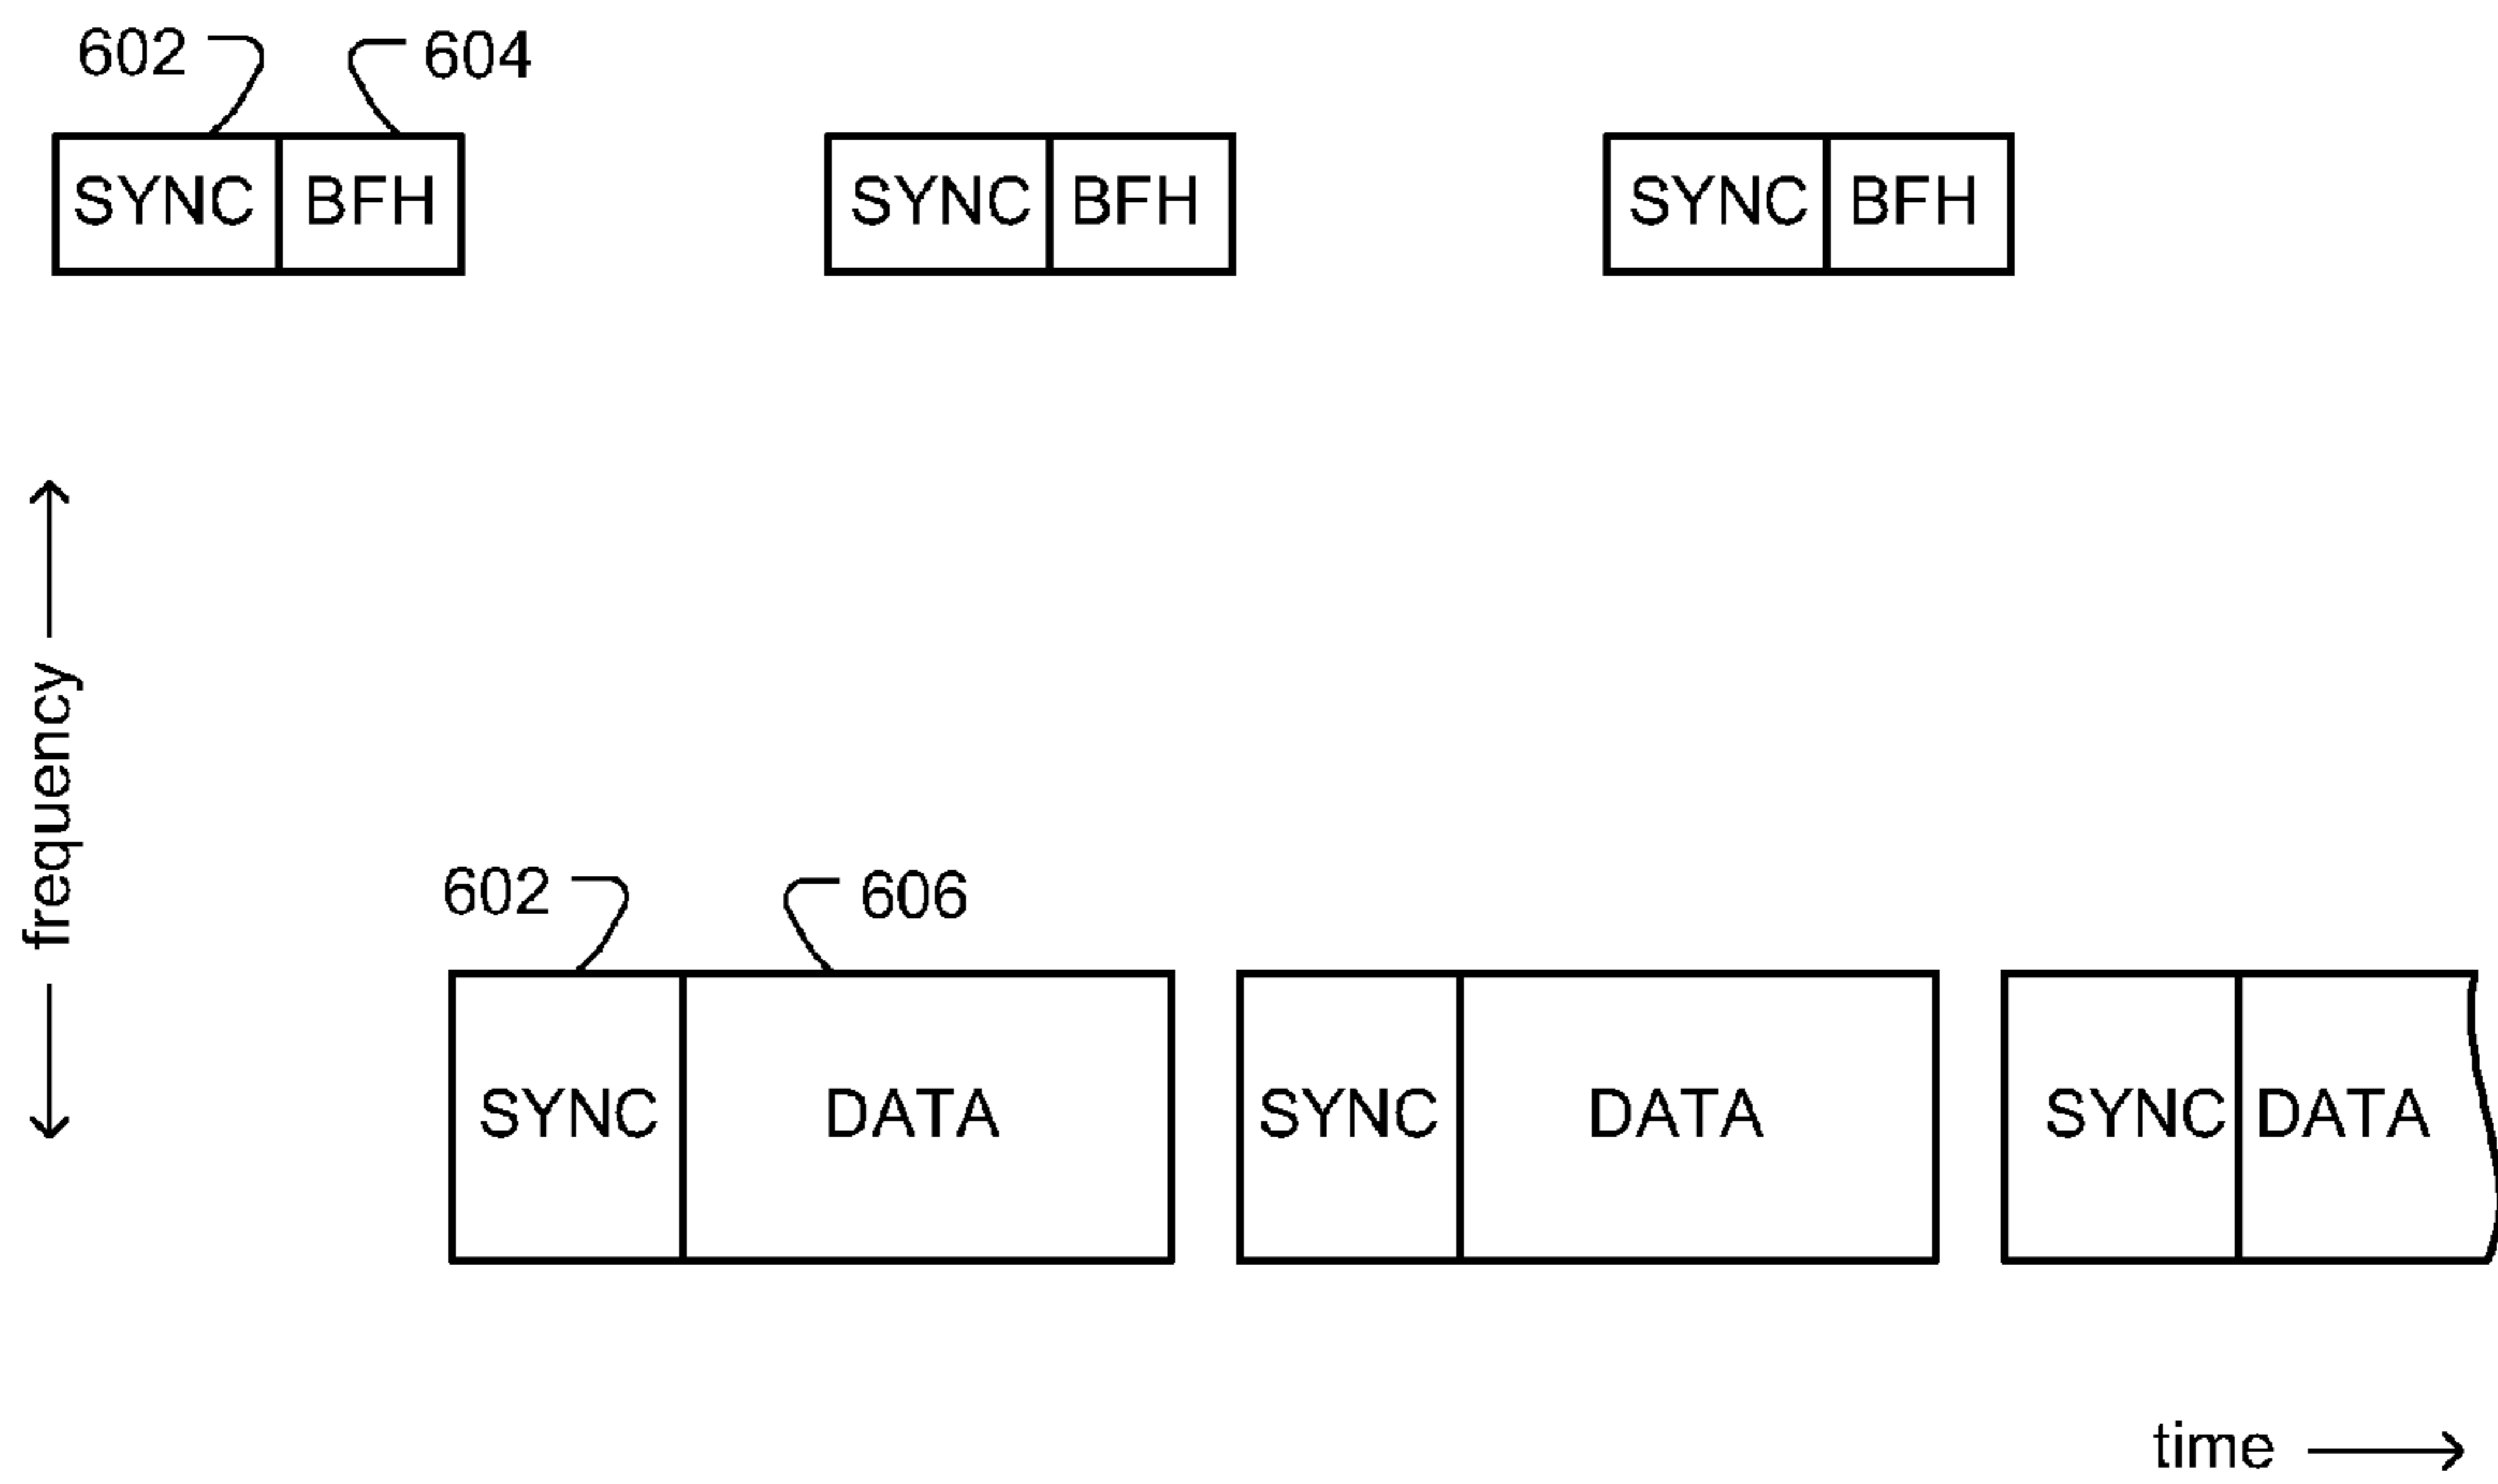 602 604
SYNC BFH SYNC BFH SYNC BFH
frequency
602 606
SYNC DATA SYNC DATA SYNC DATA
time